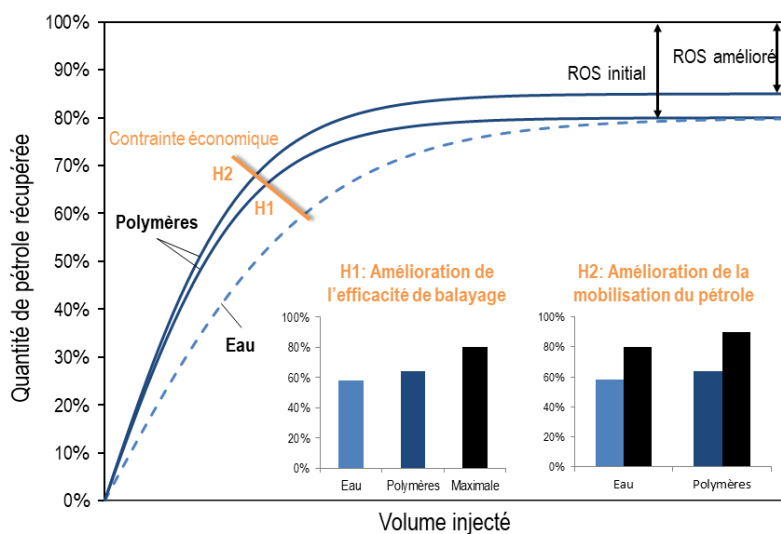 100%
90%
80%
70%
60%
50%
40%
30%
20%
10%
0%
Quantité de pétrole récupérée
Volume injecté
ROS initial
ROS amélioré
Contrainte économique
H2
H1
Polymères
Eau
H1: Amélioration de
l'efficacité de balayage
100%
80%
60%
40%
20%
0%
Eau
Polymères
Maximale
H2: Amélioration de la
mobilisation du pétrole
100%
80%
60%
40%
80%
0%
Eau
Polymères